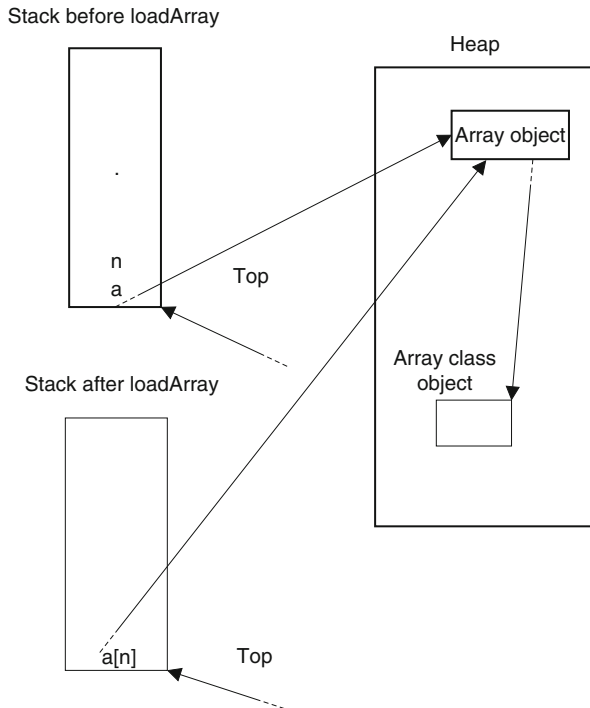 Stack before loadArray
Heap
Array object
.
n
a
Top
Array class
object
Stack after loadArray
a[n]
Top